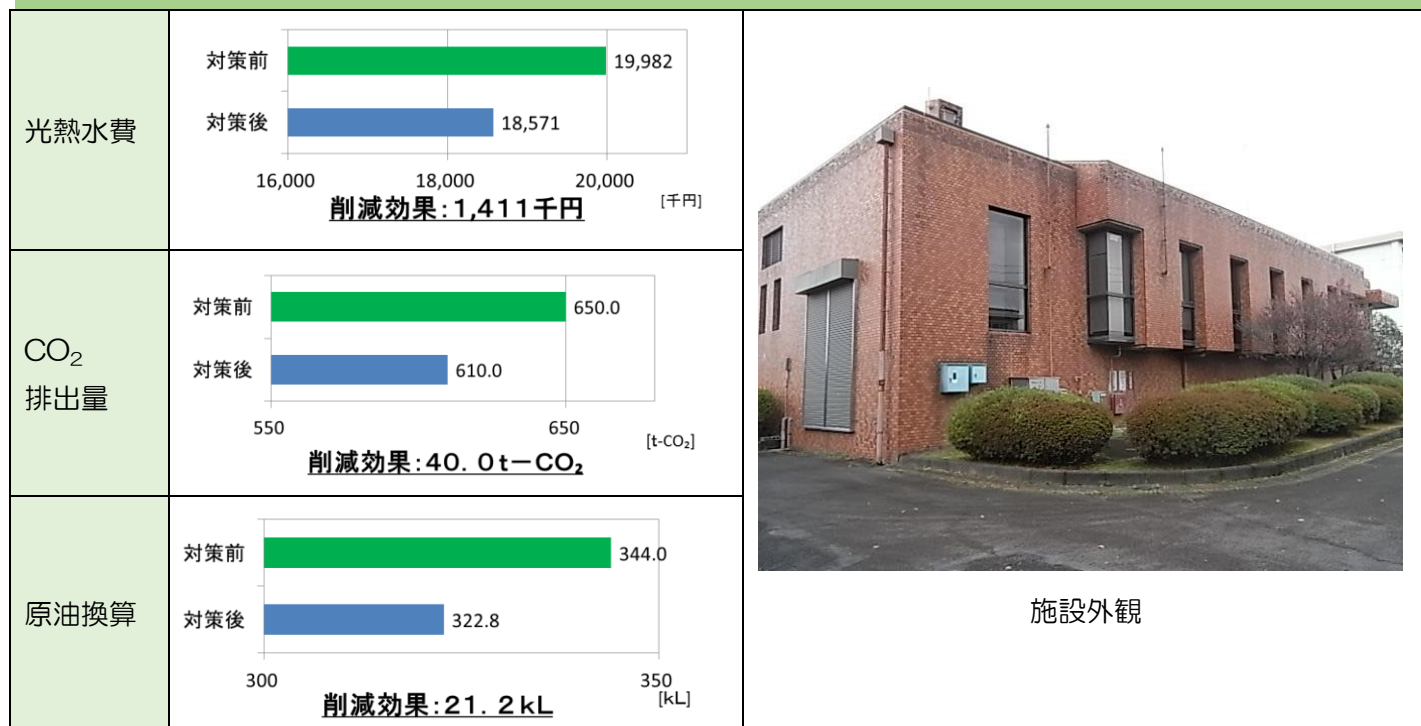 光熱水費
対策前
19,982
対策後
18,571
16,000
18,000
20,000
[千円]
削減効果:1,411千円
CO₂
排出量
対策前
650.0
対策後
610.0
550
650
[t-CO₂]
削減効果:40.0t－CO₂
原油換算
対策前
344.0
対策後
322.8
300
350
[kL]
削減効果:21.2kL
施設外観